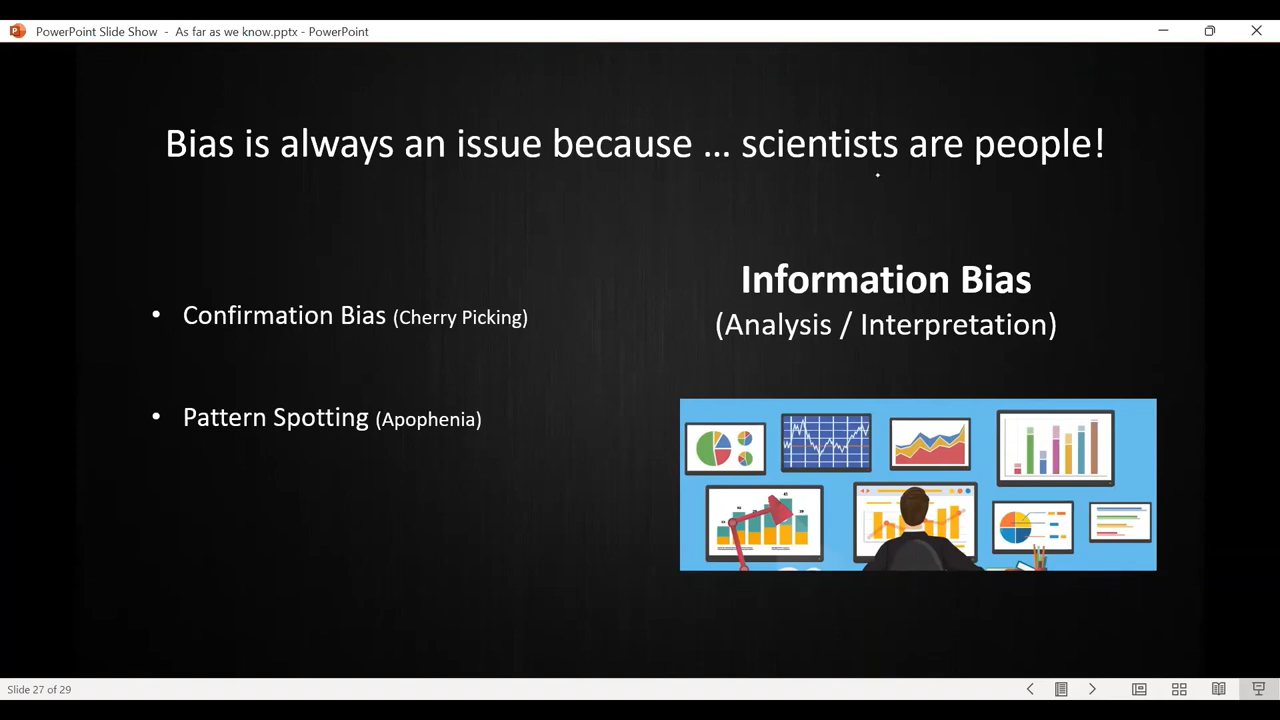 PowerPoint Slide Show - As far as we know.pptx - PowerPoint
Bias is always an issue because ... scientists are people!
• Confirmation Bias (Cherry Picking)
• Pattern Spotting (Apophenia)
Information Bias
(Analysis / Interpretation)
Slide 27 of 29